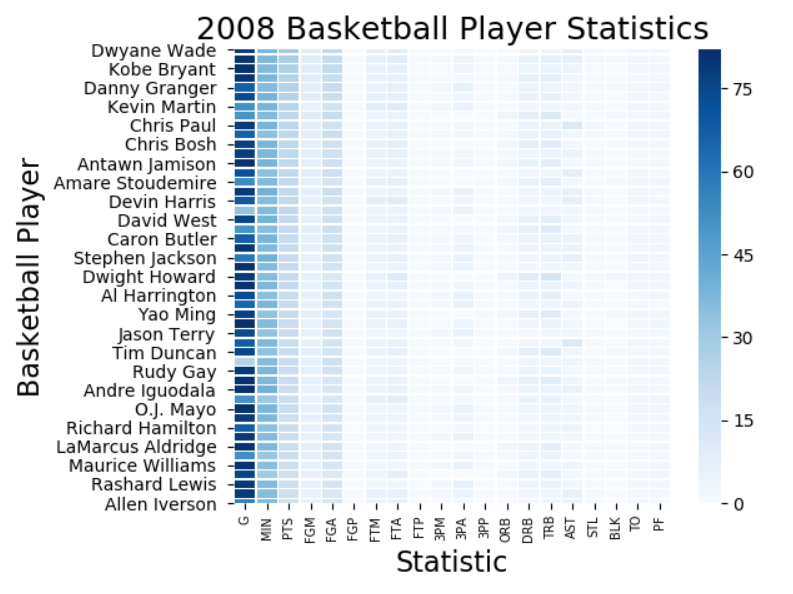 2008 Basketball Player Statistics
Basketball Player
Dwyane Wade
Kobe Bryant
Danny Granger
Kevin Martin
Chris Paul
Chris Bosh
Antawn Jamison
Amare Stoudemire
Devin Harris
David West
Caron Butler
Stephen Jackson
Dwight Howard
Al Harrington
Yao Ming
Jason Terry
Tim Duncan
Rudy Gay
Andre Iguodala
O.J. Mayo
Richard Hamilton
LaMarcus Aldridge
Maurice Williams
Rashard Lewis
Allen Iverson
75
60
45
30
15
0
G MIN PTS FGM FGA FGP FTM FTA FTP 3PM 3PA 3PP ORB DRB TRB AST STL BLK TO PF
Statistic